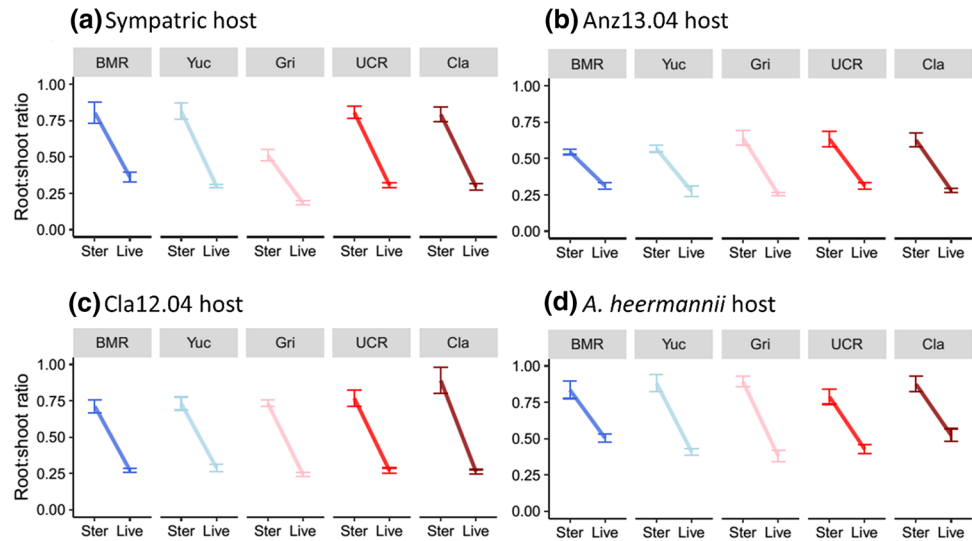 (a) Sympatric host
BMR Yuc Gri UCR Cla
Root:shoot ratio
1.00
0.75
0.50
0.25
0.00
Ster Live Ster Live Ster Live Ster Live Ster Live
(b) Anz13.04 host
BMR Yuc Gri UCR Cla
1.00
0.75
0.50
0.25
0.00
Ster Live Ster Live Ster Live Ster Live Ster Live
(c) Cla12.04 host
BMR Yuc Gri UCR Cla
Root:shoot ratio
1.00
0.75
0.50
0.25
0.00
Ster Live Ster Live Ster Live Ster Live Ster Live
(d) A. heermannii host
BMR Yuc Gri UCR Cla
1.00
0.75
0.50
0.25
0.00
Ster Live Ster Live Ster Live Ster Live Ster Live